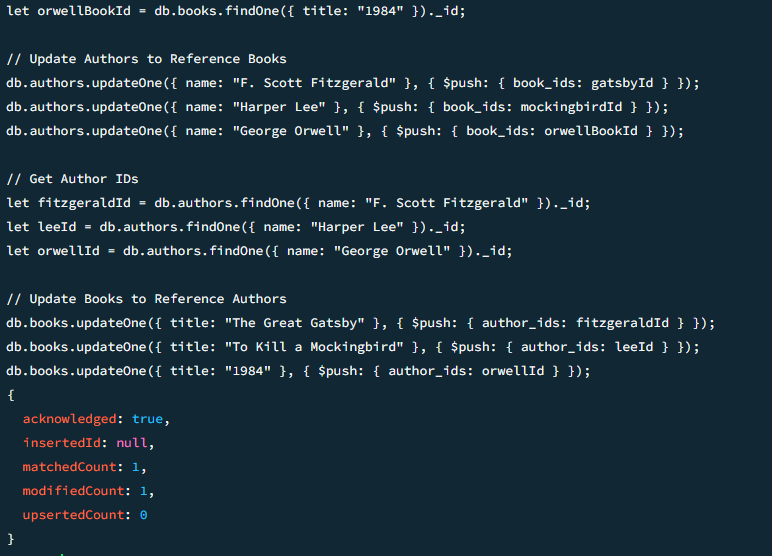 let orwellBookId = db.books.findOne({ title: "1984" })._id;
// Update Authors to Reference Books
db.authors.updateOne({ name: "F. Scott Fitzgerald" }, { $push: { book_ids: gatsbyId } });
db.authors.updateOne({ name: "Harper Lee" }, { $push: { book_ids: mockingbirdId } });
db.authors.updateOne({ name: "George Orwell" }, { $push: { book_ids: orwellBookId } });
// Get Author IDs
let fitzgeraldId = db.authors.findOne({ name: "F. Scott Fitzgerald" })._id;
let leeId = db.authors.findOne({ name: "Harper Lee" })._id;
let orwellId = db.authors.findOne({ name: "George Orwell" })._id;
// Update Books to Reference Authors
db.books.updateOne({ title: "The Great Gatsby" }, { $push: { author_ids: fitzgeraldId } });
db.books.updateOne({ title: "To Kill a Mockingbird" }, { $push: { author_ids: leeId } });
db.books.updateOne({ title: "1984" }, { $push: { author_ids: orwellId } });
{
  acknowledged: true,
  insertedId: null,
  matchedCount: 1,
  modifiedCount: 1,
  upsertedCount: 0
}